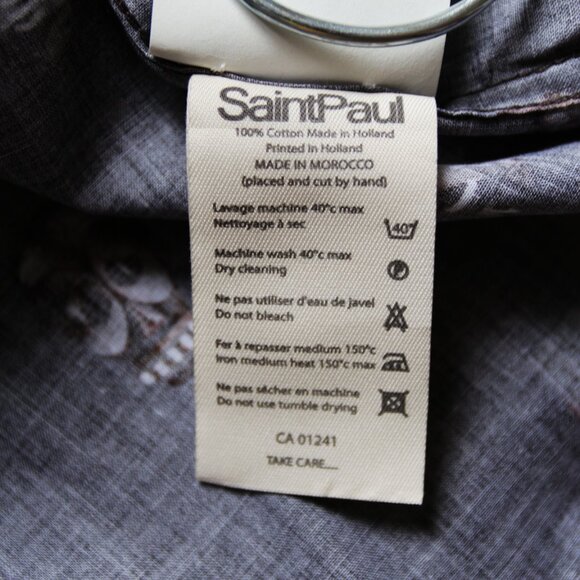 SaintPaul
100% Cotton Made in Holland
Printed in Holland
MADE IN MOROCCO
(placed and cut by hand)
Lavage machine 40°c max
Nettoyage à sec
40°
Machine wash 40°c max
Dry cleaning
P
Ne pas utiliser d'eau de javel
Do not bleach
Fer à repasser medium 150°c
Iron medium heat 150°c max
Ne pas sécher en machine
Do not use tumble drying
CA 01241
TAKE CARE....